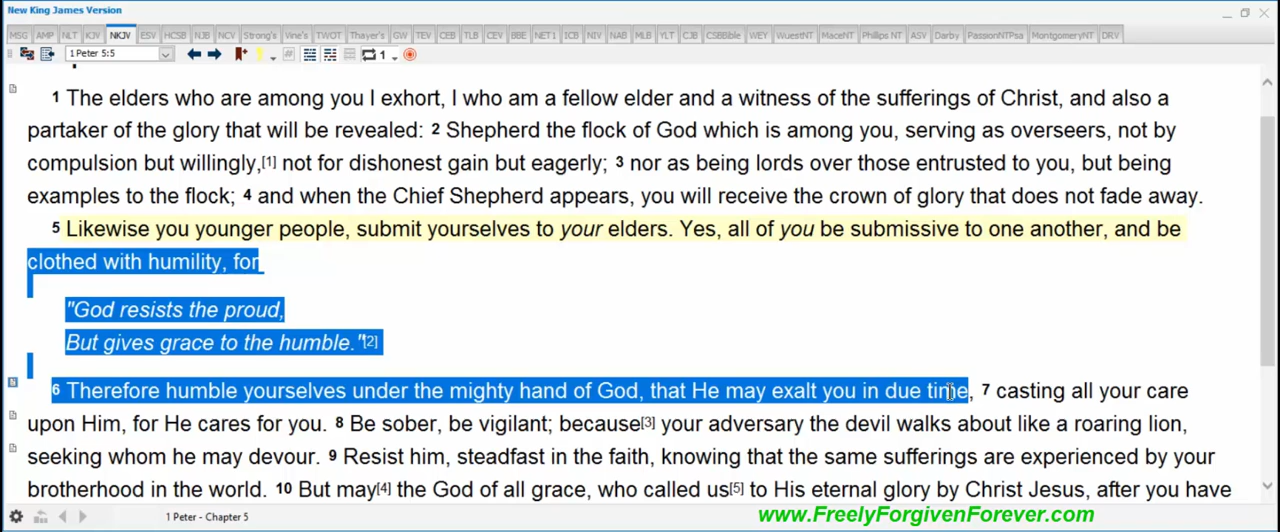 New King James Version
MSG AMP NLT KJV NKJV ESV HCSB NJB NCV Strong's Vine's TWOT Thayer's GW TEV CEB TLB CEV BBE NET1 ICB NIV NAB MLB YLT CJB CSBBible WEY WuestNT MaceNT Phillips NT ASV Darby PassionNTPsa MontgomeryNT DRV
1 Peter 5:5 1
1 The elders who are among you I exhort, I who am a fellow elder and a witness of the sufferings of Christ, and also a
partaker of the glory that will be revealed: 2 Shepherd the flock of God which is among you, serving as overseers, not by
compulsion but willingly,[1] not for dishonest gain but eagerly; 3 nor as being lords over those entrusted to you, but being
examples to the flock; 4 and when the Chief Shepherd appears, you will receive the crown of glory that does not fade away.
5 Likewise you younger people, submit yourselves to your elders. Yes, all of you be submissive to one another, and be
clothed with humility, for
"God resists the proud,
But gives grace to the humble."[2]
6 Therefore humble yourselves under the mighty hand of God, that He may exalt you in due time, 7 casting all your care
upon Him, for He cares for you. 8 Be sober, be vigilant; because[3] your adversary the devil walks about like a roaring lion,
seeking whom he may devour. 9 Resist him, steadfast in the faith, knowing that the same sufferings are experienced by your
brotherhood in the world. 10 But may[4] the God of all grace, who called us[5] to His eternal glory by Christ Jesus, after you have
1 Peter - Chapter 5
www.FreelyForgivenForever.com